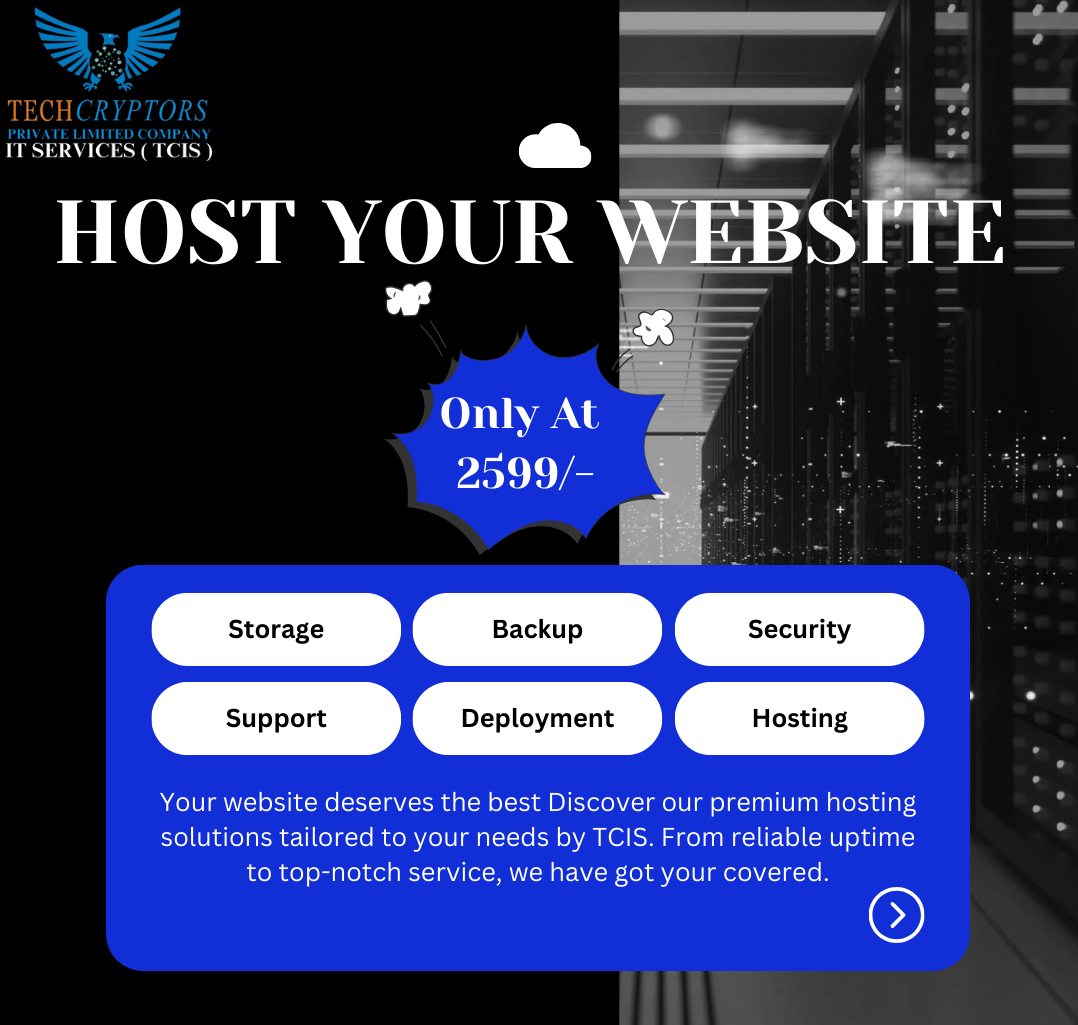 TECHCRYPTORS
PRIVATE LIMITED COMPANY
IT SERVICES ( TCIS )
HOST YOUR WEBSITE
Only At
2599/-
Storage
Backup
Security
Support
Deployment
Hosting
Your website deserves the best Discover our premium hosting
solutions tailored to your needs by TCIS. From reliable uptime
to top-notch service, we have got your covered.